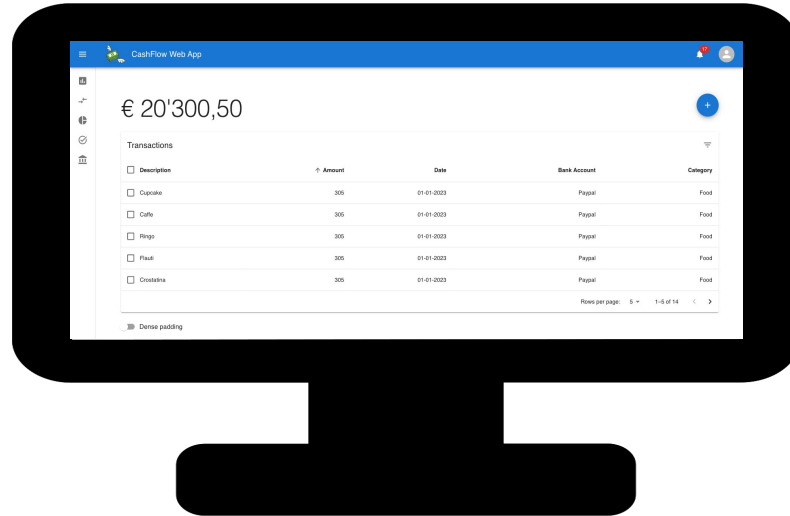 CashFlow Web App 17
€ 20'300,50
+
Transactions
Description ↑ Amount Date Bank Account Category
Cupcake 305 01-01-2023 Paypal Food
Caffe 305 01-01-2023 Paypal Food
Ringo 305 01-01-2023 Paypal Food
Flauti 305 01-01-2023 Paypal Food
Crostatina 305 01-01-2023 Paypal Food
Rows per page: 5 1–5 of 14
Dense padding